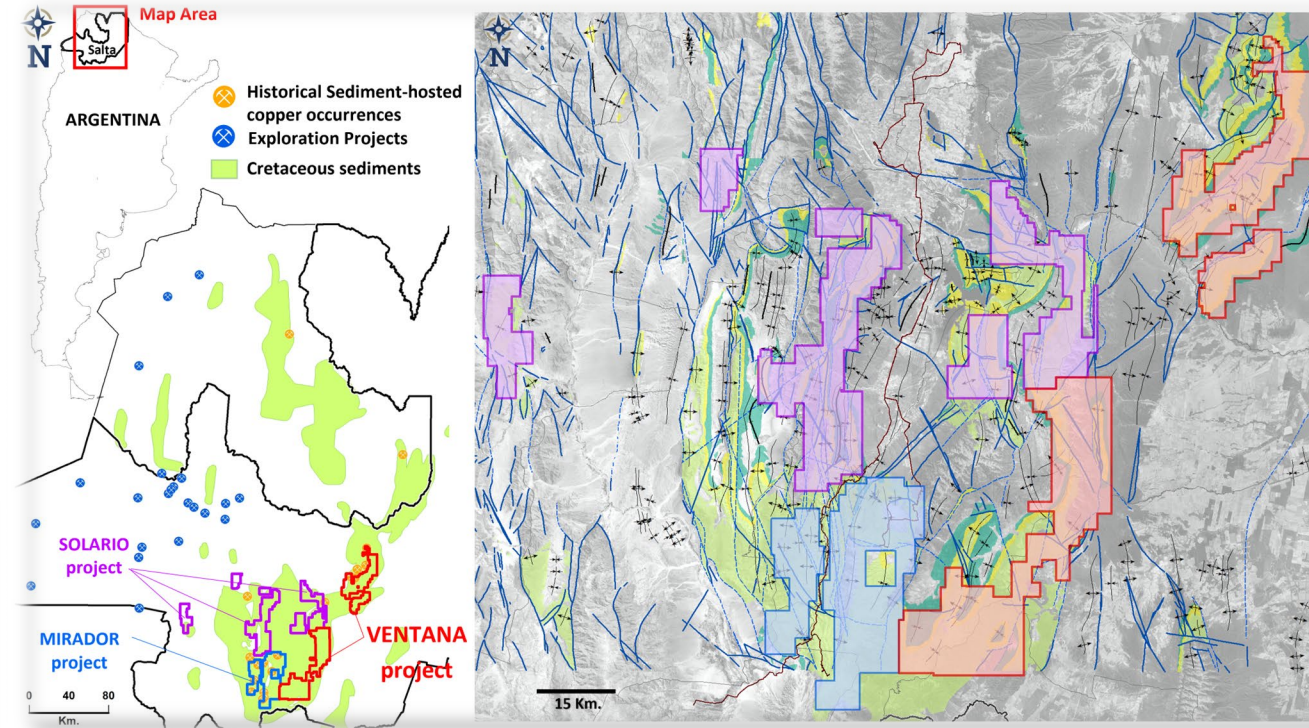 Map Area
N
Salta
ARGENTINA
Historical Sediment-hosted
copper occurrences
Exploration Projects
Cretaceous sediments
SOLARIO
project
MIRADOR
project
VENTANA
project
0 40 80
Km.
N
15 Km.